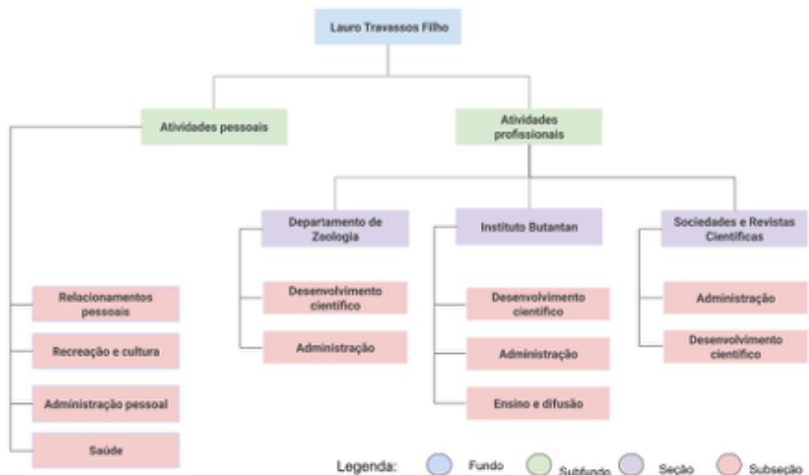 Lauro Travassos Filho
Atividades pessoais
Atividades
profissionais
Departamento de
Zoologia
Instituto Butantan
Sociedades e Revistas
Científicas
Relacionamentos
pessoais
Recreação e cultura
Administração pessoal
Saúde
Desenvolvimento
científico
Administração
Desenvolvimento
científico
Administração
Ensino e difusão
Administração
Desenvolvimento
científico
Legenda:
Fundo
Subfundo
Seção
Subseção